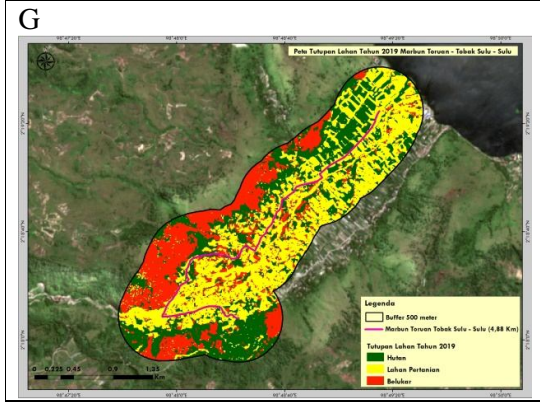 G
Peta Tutupan Lahan Tahun 2019 Marbun Toruan - Tobak Sulu - Sulu
Legenda
Buffer 500 meter
Marbun Toruan Tobak Sulu - Sulu (4,88 Km)
Tutupan Lahan Tahun 2019
Hutan
Lahan Pertanian
Belukar
0 0,225 0,45 0,9 1,35
Km